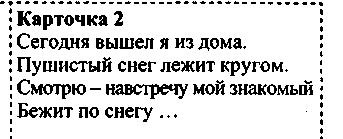 Карточка 2
Сегодня вышел я из дома.
Пушистый снег лежит кругом.
Смотрю – навстречу мой знакомый
Бежит по снегу ...